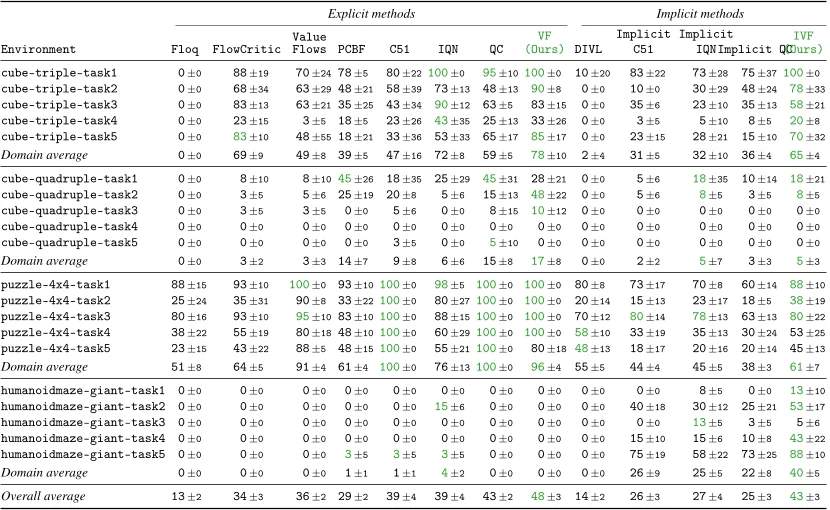 Explicit methods Implicit methods
Value VF Implicit Implicit IVF
Environment Floq FlowCritic Flows PCBF C51 IQN QC (Ours) DIVL C51 IQN Implicit QC (Ours)
cube-triple-task1 0 ±0 88 ±19 70 ±24 78 ±5 80 ±22 100 ±0 95 ±10 100 ±0 10 ±20 83 ±22 73 ±28 75 ±37 100 ±0
cube-triple-task2 0 ±0 68 ±34 63 ±29 48 ±21 58 ±39 73 ±13 48 ±13 90 ±8 0 ±0 10 ±0 30 ±29 48 ±24 78 ±33
cube-triple-task3 0 ±0 83 ±13 63 ±21 35 ±25 43 ±34 90 ±12 63 ±5 83 ±15 0 ±0 35 ±6 23 ±10 35 ±13 58 ±21
cube-triple-task4 0 ±0 23 ±15 3 ±5 18 ±5 23 ±26 43 ±35 25 ±13 33 ±26 0 ±0 3 ±5 5 ±10 8 ±5 20 ±8
cube-triple-task5 0 ±0 83 ±10 48 ±55 18 ±21 33 ±36 53 ±33 65 ±17 85 ±17 0 ±0 23 ±15 28 ±21 15 ±10 70 ±32
Domain average 0 ±0 69 ±9 49 ±8 39 ±5 47 ±16 72 ±8 59 ±5 78 ±10 2 ±4 31 ±5 32 ±10 36 ±4 65 ±4
cube-quadruple-task1 0 ±0 8 ±10 8 ±10 45 ±26 18 ±35 25 ±29 45 ±31 28 ±21 0 ±0 5 ±6 18 ±35 10 ±14 18 ±21
cube-quadruple-task2 0 ±0 3 ±5 5 ±6 25 ±19 20 ±8 5 ±6 15 ±13 48 ±22 0 ±0 5 ±6 8 ±5 3 ±5 8 ±5
cube-quadruple-task3 0 ±0 3 ±5 3 ±5 0 ±0 5 ±6 0 ±0 8 ±15 10 ±12 0 ±0 0 ±0 0 ±0 0 ±0 0 ±0
cube-quadruple-task4 0 ±0 0 ±0 0 ±0 0 ±0 0 ±0 0 ±0 0 ±0 0 ±0 0 ±0 0 ±0 0 ±0 0 ±0 0 ±0
cube-quadruple-task5 0 ±0 0 ±0 0 ±0 0 ±0 3 ±5 0 ±0 5 ±10 0 ±0 0 ±0 0 ±0 0 ±0 0 ±0 0 ±0
Domain average 0 ±0 3 ±2 3 ±3 14 ±7 9 ±8 6 ±6 15 ±8 17 ±8 0 ±0 2 ±2 5 ±7 3 ±3 5 ±3
puzzle-4x4-task1 88 ±15 93 ±10 100 ±0 93 ±10 100 ±0 98 ±5 100 ±0 100 ±0 80 ±8 73 ±17 70 ±8 60 ±14 88 ±10
puzzle-4x4-task2 25 ±24 35 ±31 90 ±8 33 ±22 100 ±0 80 ±27 100 ±0 100 ±0 20 ±14 15 ±13 23 ±17 18 ±5 38 ±19
puzzle-4x4-task3 80 ±16 93 ±10 95 ±10 83 ±10 100 ±0 88 ±15 100 ±0 100 ±0 70 ±12 80 ±14 78 ±13 63 ±13 80 ±22
puzzle-4x4-task4 38 ±22 55 ±19 80 ±18 48 ±10 100 ±0 60 ±29 100 ±0 100 ±0 58 ±10 33 ±19 35 ±13 30 ±24 53 ±25
puzzle-4x4-task5 23 ±15 43 ±22 88 ±5 48 ±15 100 ±0 55 ±21 100 ±0 80 ±18 48 ±13 18 ±17 20 ±16 20 ±14 45 ±13
Domain average 51 ±8 64 ±5 91 ±4 61 ±4 100 ±0 76 ±13 100 ±0 96 ±4 55 ±5 44 ±4 45 ±5 38 ±3 61 ±7
humanoidmaze-giant-task1 0 ±0 0 ±0 0 ±0 0 ±0 0 ±0 0 ±0 0 ±0 0 ±0 0 ±0 0 ±0 8 ±5 0 ±0 13 ±10
humanoidmaze-giant-task2 0 ±0 0 ±0 0 ±0 0 ±0 0 ±0 15 ±6 0 ±0 0 ±0 0 ±0 40 ±18 30 ±12 25 ±21 53 ±17
humanoidmaze-giant-task3 0 ±0 0 ±0 0 ±0 0 ±0 0 ±0 0 ±0 0 ±0 0 ±0 0 ±0 0 ±0 13 ±5 3 ±5 5 ±6
humanoidmaze-giant-task4 0 ±0 0 ±0 0 ±0 0 ±0 0 ±0 0 ±0 0 ±0 0 ±0 0 ±0 15 ±10 15 ±6 10 ±8 43 ±22
humanoidmaze-giant-task5 0 ±0 0 ±0 0 ±0 3 ±5 3 ±5 3 ±5 0 ±0 0 ±0 0 ±0 75 ±19 58 ±22 73 ±25 88 ±10
Domain average 0 ±0 0 ±0 0 ±0 1 ±1 1 ±1 4 ±2 0 ±0 0 ±0 0 ±0 26 ±9 25 ±5 22 ±8 40 ±5
Overall average 13 ±2 34 ±3 36 ±2 29 ±2 39 ±4 39 ±4 43 ±2 48 ±3 14 ±2 26 ±3 27 ±4 25 ±3 43 ±3